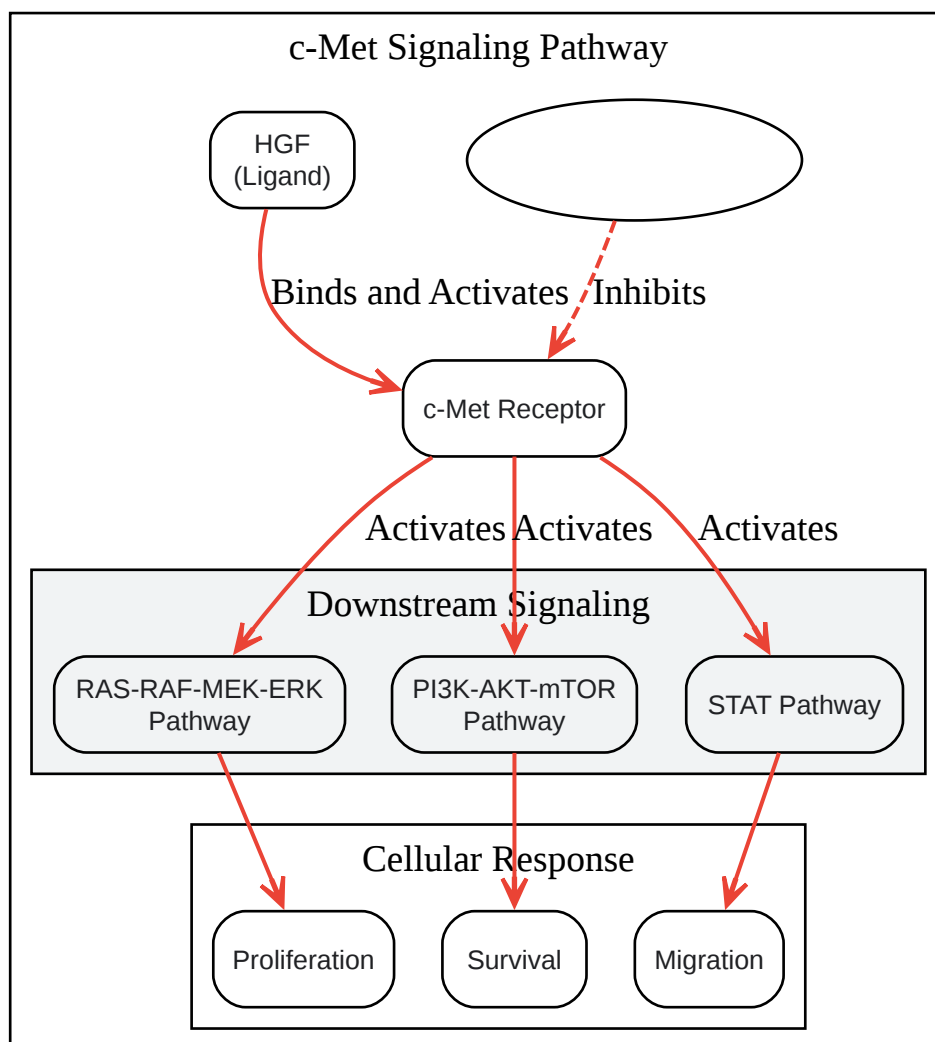 c-Met Signaling Pathway
HGF
(Ligand)
Binds and Activates
Inhibits
c-Met Receptor
Activates
Activates
Activates
Downstream Signaling
RAS-RAF-MEK-ERK
Pathway
PI3K-AKT-mTOR
Pathway
STAT Pathway
Cellular Response
Proliferation
Survival
Migration